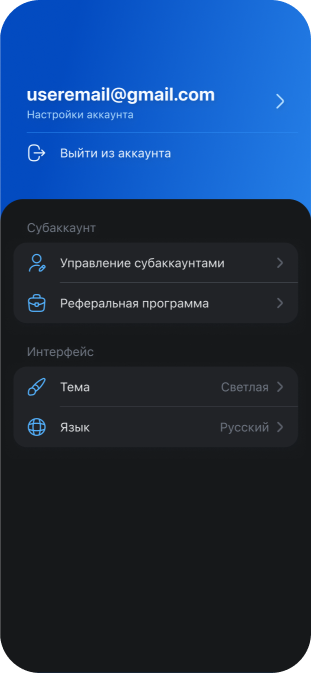 useremail@gmail.com
Настройки аккаунта
Выйти из аккаунта
Субаккаунт
Управление субаккаунтами
Реферальная программа
Интерфейс
Тема Светлая
Язык Русский